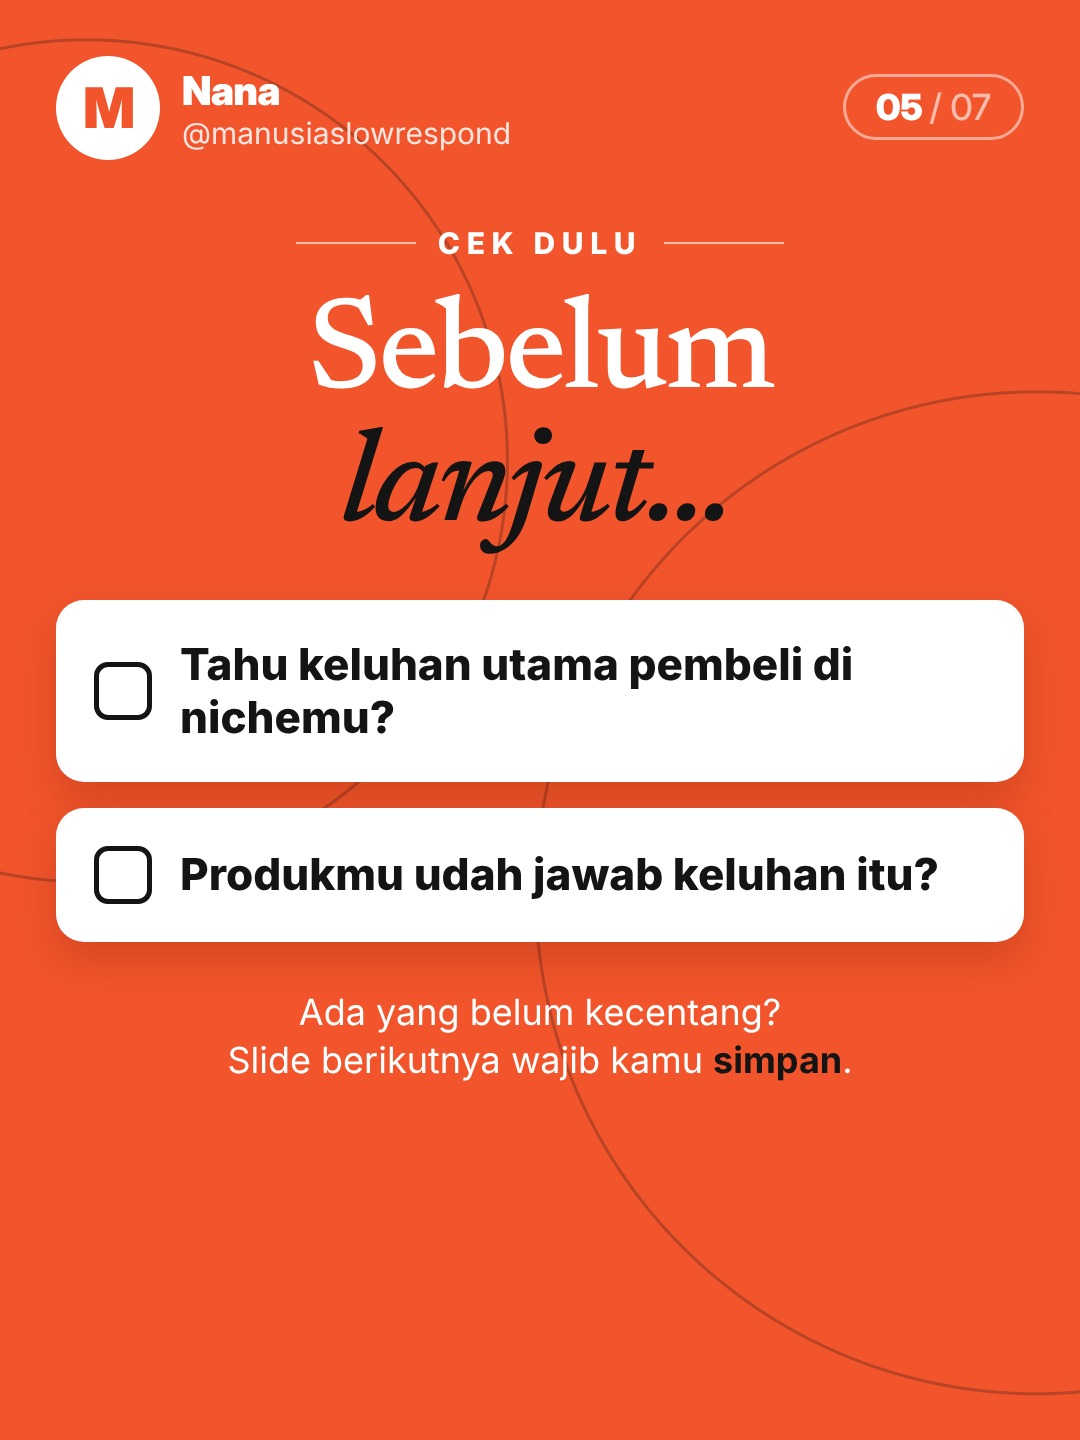 M
Nana
@manusiaslowrespond
05 / 07
CEK DULU
Sebelum
lanjut...
Tahu keluhan utama pembeli di
nichemu?
Produkmu udah jawab keluhan itu?
Ada yang belum kecentang?
Slide berikutnya wajib kamu simpan.